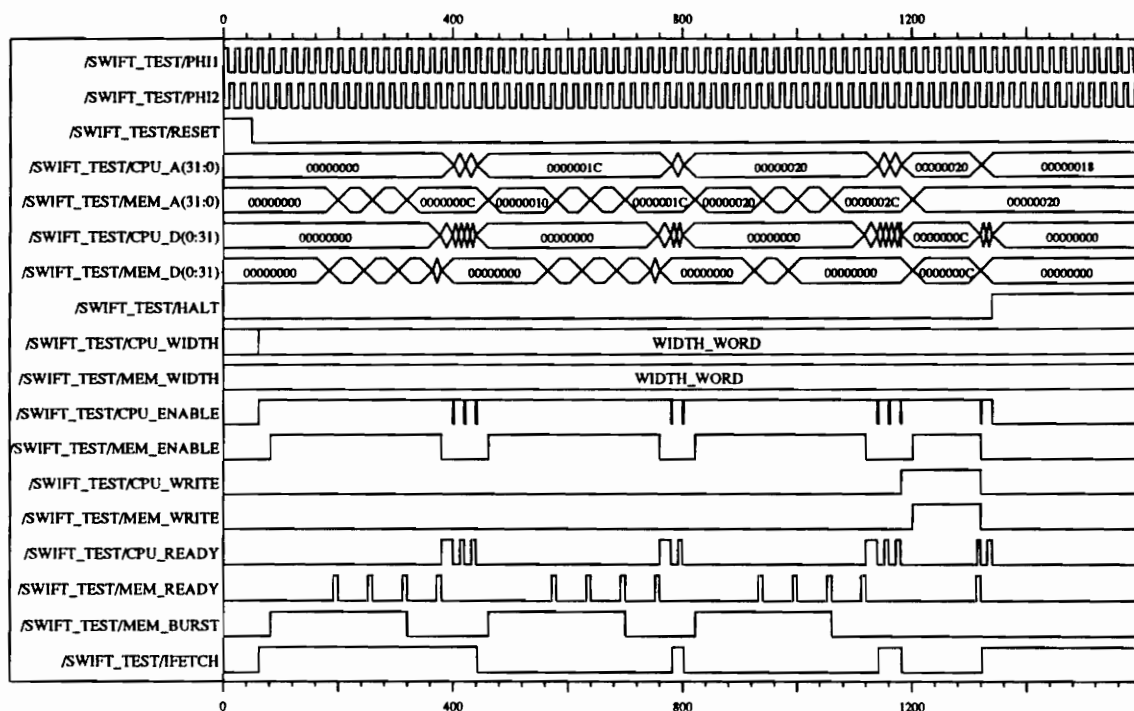 0 400 800 1200
/SWIFT_TEST/PHI1
/SWIFT_TEST/PHI2
/SWIFT_TEST/RESET
/SWIFT_TEST/CPU_A(31:0) 00000000 0000001C 00000020 00000020 00000018
/SWIFT_TEST/MEM_A(31:0) 00000000 0000000C 00000010 0000001C 00000020 0000002C 00000020
/SWIFT_TEST/CPU_D(0:31) 00000000 00000000 00000000 0000000C 00000000
/SWIFT_TEST/MEM_D(0:31) 00000000 00000000 00000000 00000000 0000000C 00000000
/SWIFT_TEST/HALT
/SWIFT_TEST/CPU_WIDTH WIDTH_WORD
/SWIFT_TEST/MEM_WIDTH WIDTH_WORD
/SWIFT_TEST/CPU_ENABLE
/SWIFT_TEST/MEM_ENABLE
/SWIFT_TEST/CPU_WRITE
/SWIFT_TEST/MEM_WRITE
/SWIFT_TEST/CPU_READY
/SWIFT_TEST/MEM_READY
/SWIFT_TEST/MEM_BURST
/SWIFT_TEST/IFETCH
0 400 800 1200